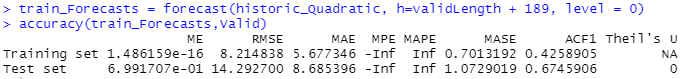 > train_Forecasts = forecast(historic_Quadratic, h=validLength + 189, level = 0)
> accuracy(train_Forecasts,Valid)
ME RMSE MAE MPE MAPE MASE ACF1 Theil's U
Training set 1.486159e-16 8.214838 5.677346 -Inf Inf 0.7013192 0.4258905 NA
Test set 6.991707e-01 14.292700 8.685396 -Inf Inf 1.0729019 0.6745906 0